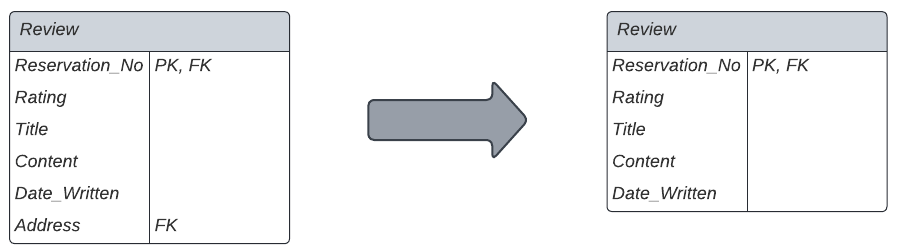 Review
Reservation_No PK, FK
Rating
Title
Content
Date_Written
Address FK
Review
Reservation_No PK, FK
Rating
Title
Content
Date_Written